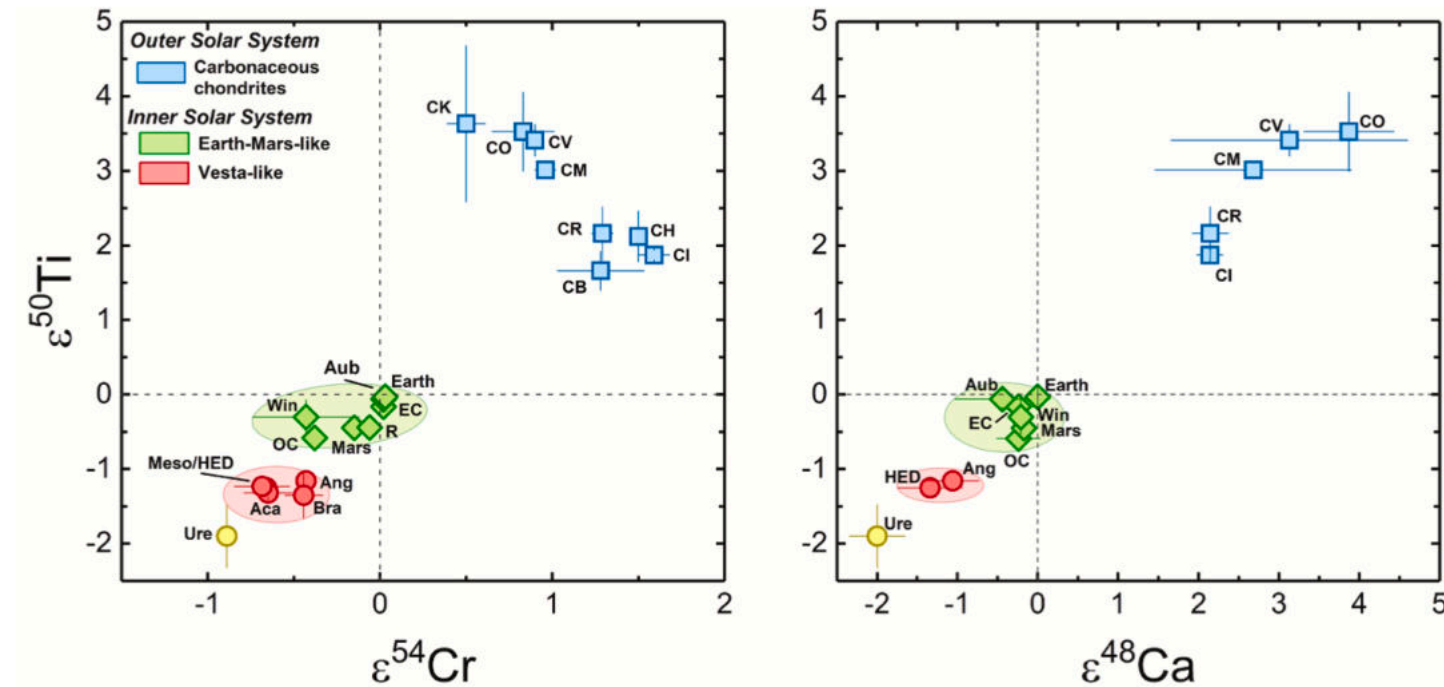 Outer Solar System
Carbonaceous
chondrites
Inner Solar System
Earth-Mars-like
Vesta-like
ε50Ti
5
4
3
2
1
0
-1
-2
CK
CO
CV
CM
CR
CH
CI
CB
Aub
Earth
Win
EC
OC
Mars
R
Meso/HED
Ang
Aca
Bra
Ure
-1
0
1
2
ε54Cr
5
4
3
2
1
0
-1
-2
CV
CO
CM
CR
CI
Aub
Earth
EC
Win
Mars
OC
HED
Ang
Ure
-2
-1
0
1
2
3
4
5
ε48Ca